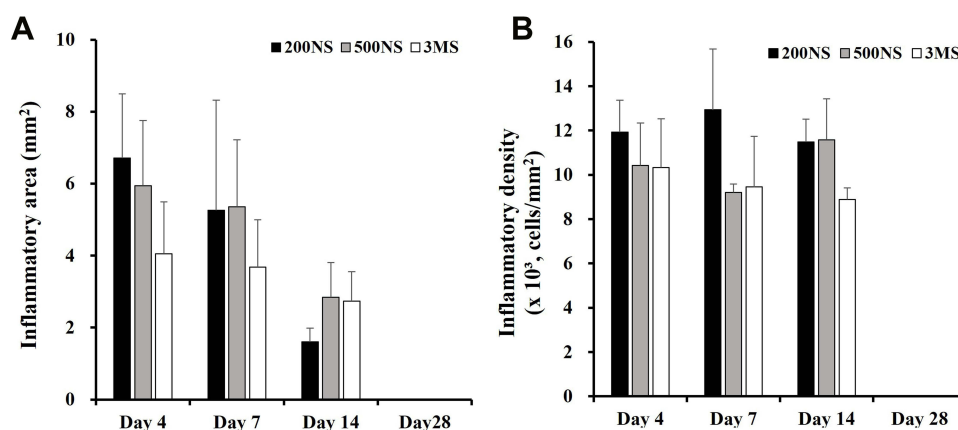 A
Inflammatory area (mm²)
10
8
6
4
2
0
200NS 500NS 3MS
Day 4 Day 7 Day 14 Day28
B
Inflammatory density
(x 10³, cells/mm²)
16
14
12
10
8
6
4
2
0
200NS 500NS 3MS
Day 4 Day 7 Day 14 Day 28